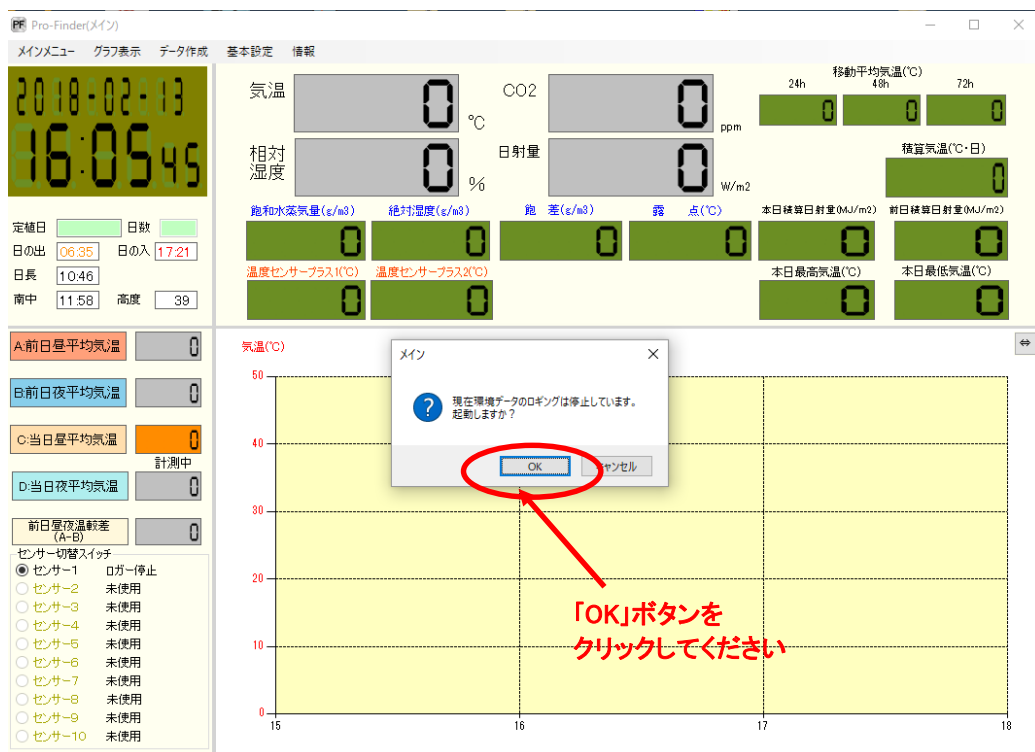 PF Pro-Finder(メイン)
メインメニュー グラフ表示 データ作成 基本設定 情報
2018-02-13
16:05 45
定植日 日数
日の出 06:35 日の入 17:21
日長 10:46
南中 11:58 高度 39
気温 0 ℃
CO2 0 ppm
相対
湿度 0 %
日射量 0 W/m2
移動平均気温(℃)
24h 48h 72h
0 0 0
積算気温(℃・日)
0
飽和水蒸気量(g/m3) 絶対湿度(g/m3) 飽 差(g/m3) 露 点(℃) 本日積算日射量(MJ/m2) 前日積算日射量(MJ/m2)
0 0 0 0 0 0
温度センサープラス1(℃) 温度センサープラス2(℃) 本日最高気温(℃) 本日最低気温(℃)
0 0 0 0
A:前日昼平均気温 0
B:前日夜平均気温 0
C:当日昼平均気温 0
計測中
D:当日夜平均気温 0
前日昼夜温較差
(A-B) 0
センサー切替スイッチ
センサー1 ロガー停止
センサー2 未使用
センサー3 未使用
センサー4 未使用
センサー5 未使用
センサー6 未使用
センサー7 未使用
センサー8 未使用
センサー9 未使用
センサー10 未使用
気温(℃)
50
40
30
20
10
0
15 16 17 18
メイン
現在環境データのロギングは停止しています。
起動しますか？
OK キャンセル
「OK」ボタンを
クリックしてください